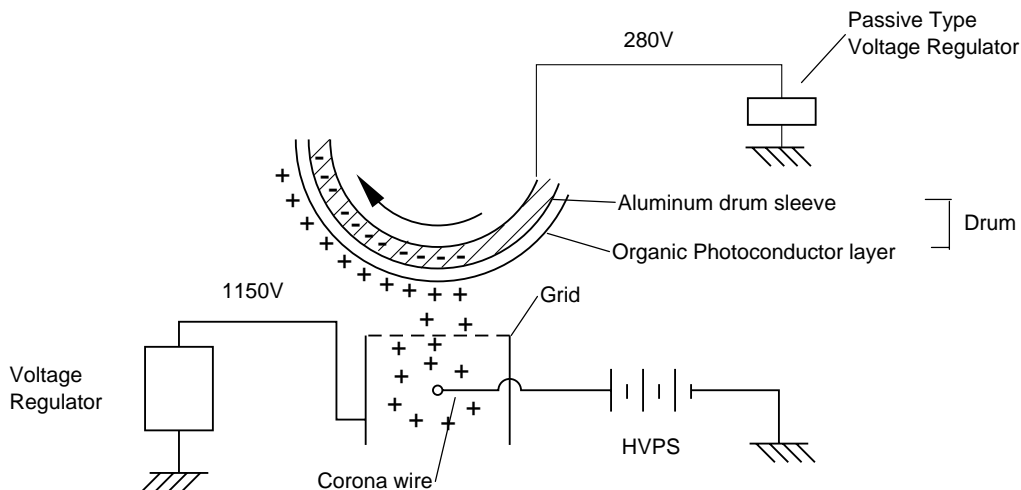 Passive Type
Voltage Regulator
280V
Aluminum drum sleeve
Drum
Organic Photoconductor layer
1150V
Grid
Voltage
Regulator
HVPS
Corona wire